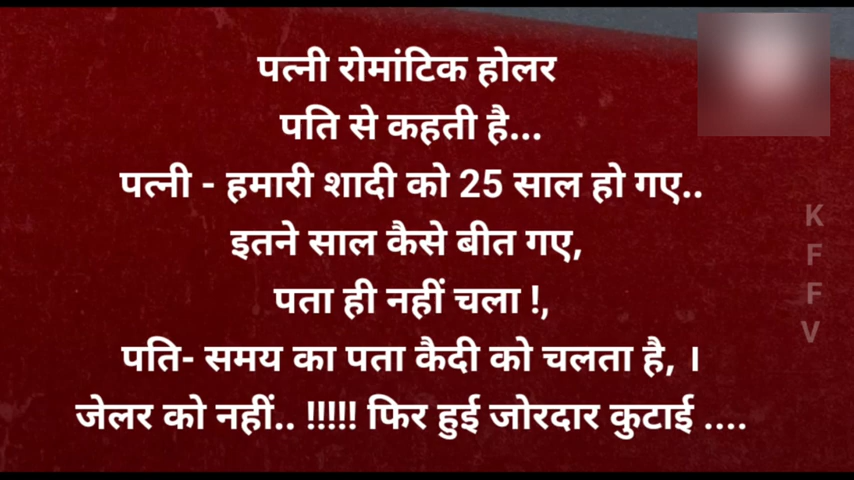 पत्नी रोमांटिक होलर
पति से कहती है...
पत्नी - हमारी शादी को 25 साल हो गए..
इतने साल कैसे बीत गए,
पता ही नहीं चला !,
पति- समय का पता कैदी को चलता है, ।
जेलर को नहीं.. !!!!! फिर हुई जोरदार कुटाई ....
K
F
F
V